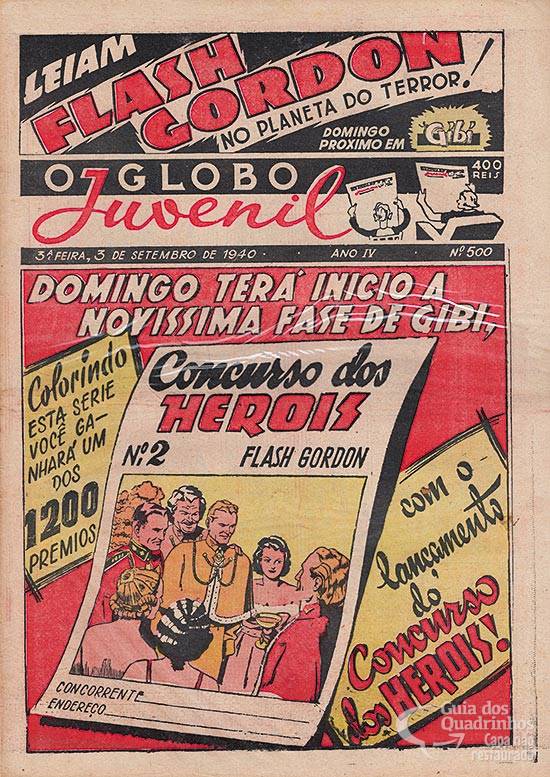 LEIAM
FLASH
GORDON!
NO PLANETA DO TERROR.
DOMINGO
PROXIMO EM
Gibi
O GLOBO
Juvenil
400
REIS
3ª FEIRA, 3 DE SETEMBRO DE 1940 · ANO IV · Nº 500
DOMINGO TERÁ INICIO A
NOVISSIMA FASE DE GIBI,
Colorindo
ESTA SERIE
VOCÊ GA-
NHARÁ UM
DOS
1200
PREMIOS
Concurso dos
HEROIS
Nº 2 FLASH GORDON
CONCORRENTE
ENDEREÇO
com o
lançamento
do
Concurso
dos HEROIS!
Guia dos
Quadrinhos
Capa não
restaurada